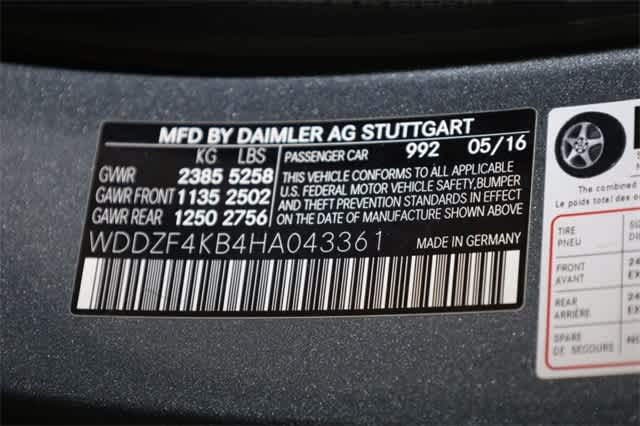 MFD BY DAIMLER AG STUTTGART
KG LBS PASSENGER CAR 992 05/16
GVWR 2385 5258
GAWR FRONT 1135 2502
GAWR REAR 1250 2756
THIS VEHICLE CONFORMS TO ALL APPLICABLE
U.S. FEDERAL MOTOR VEHICLE SAFETY, BUMPER
AND THEFT PREVENTION STANDARDS IN EFFECT
ON THE DATE OF MANUFACTURE SHOWN ABOVE.
WDDZF4KB4HA043361 MADE IN GERMANY
The combined
Le poids total
TIRE
PNEU
FRONT
AVANT
REAR
ARRIÈRE
SPARE
DE SECOURS